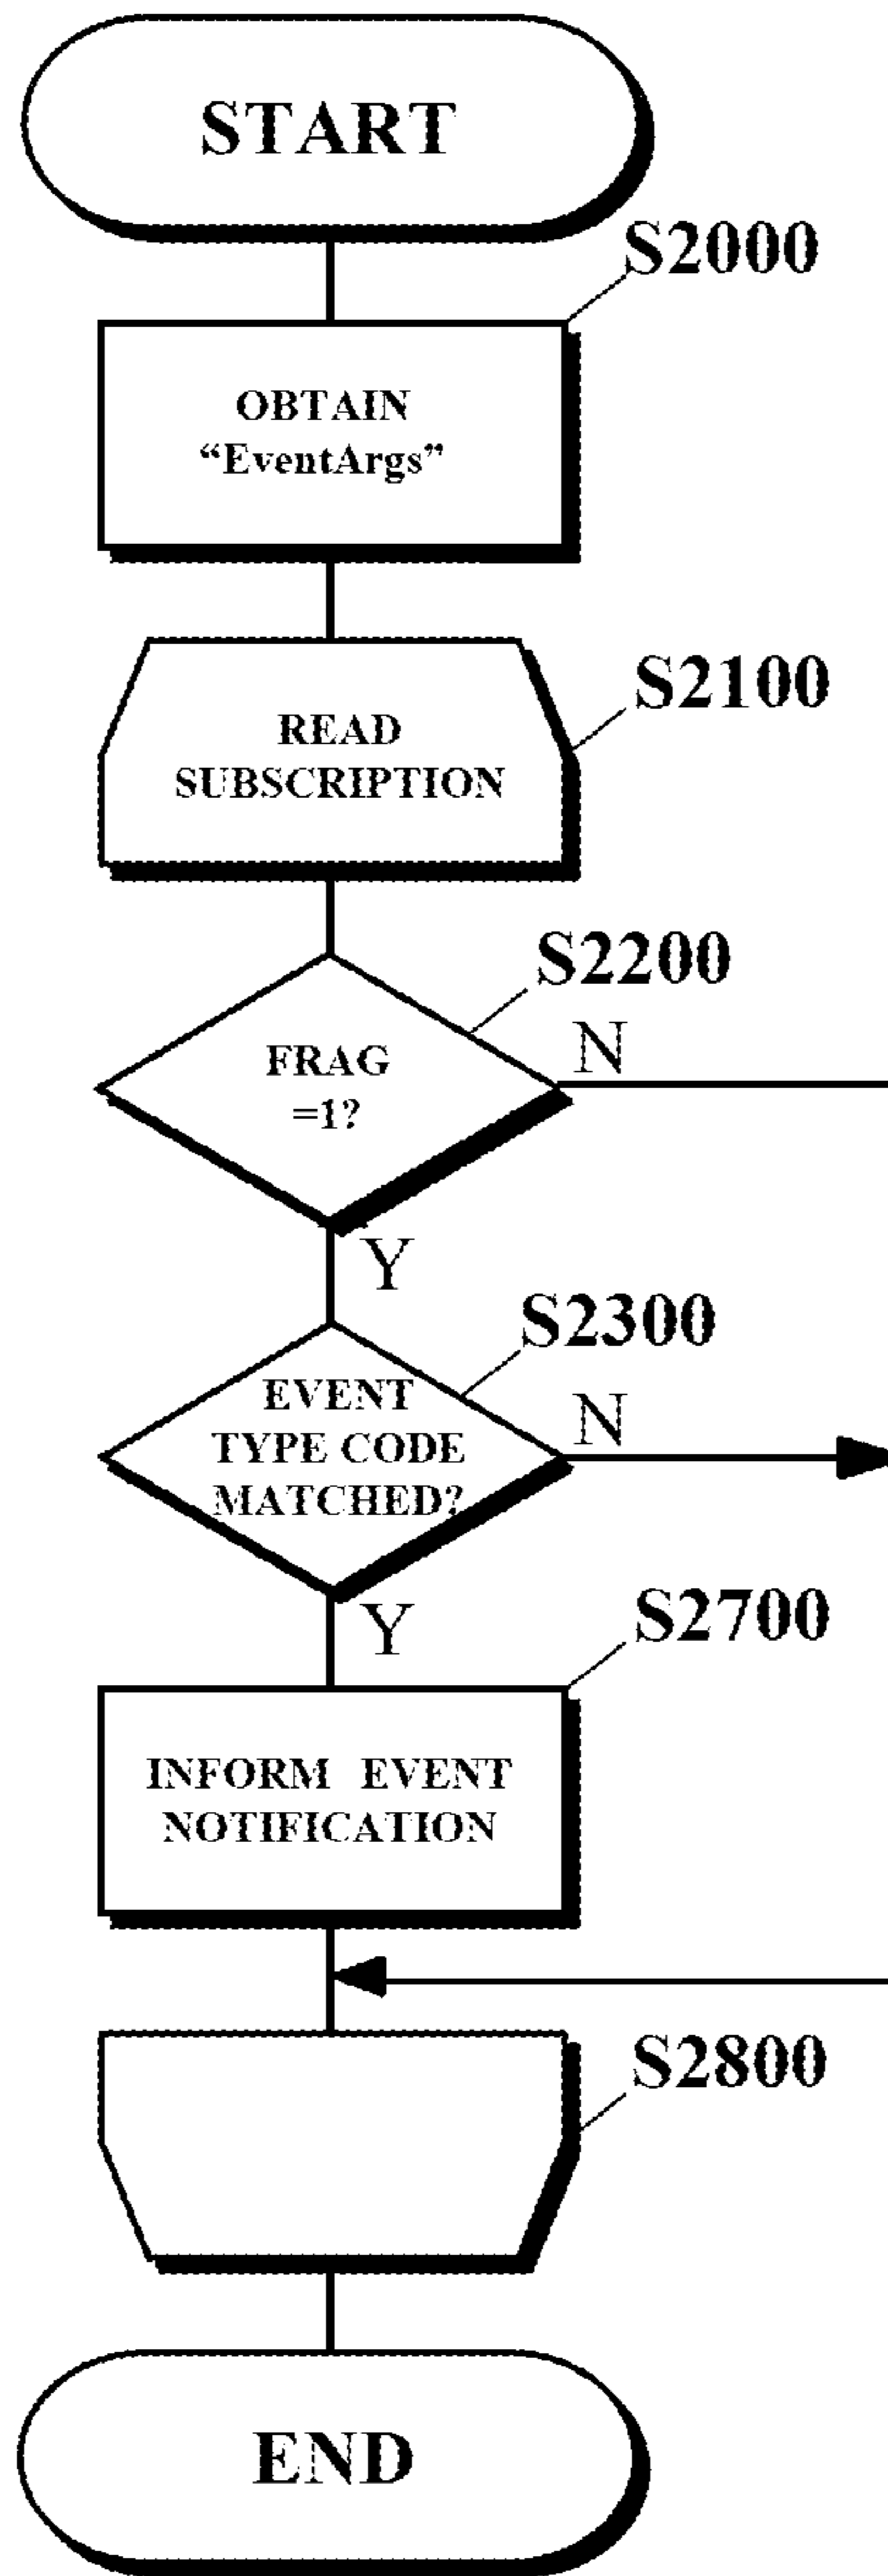 START
S2000
OBTAIN
“EventArgs”
S2100
READ
SUBSCRIPTION
S2200
FRAG
=1?
N
Y
S2300
EVENT
TYPE CODE
MATCHED?
N
Y
S2700
INFORM EVENT
NOTIFICATION
S2800
END